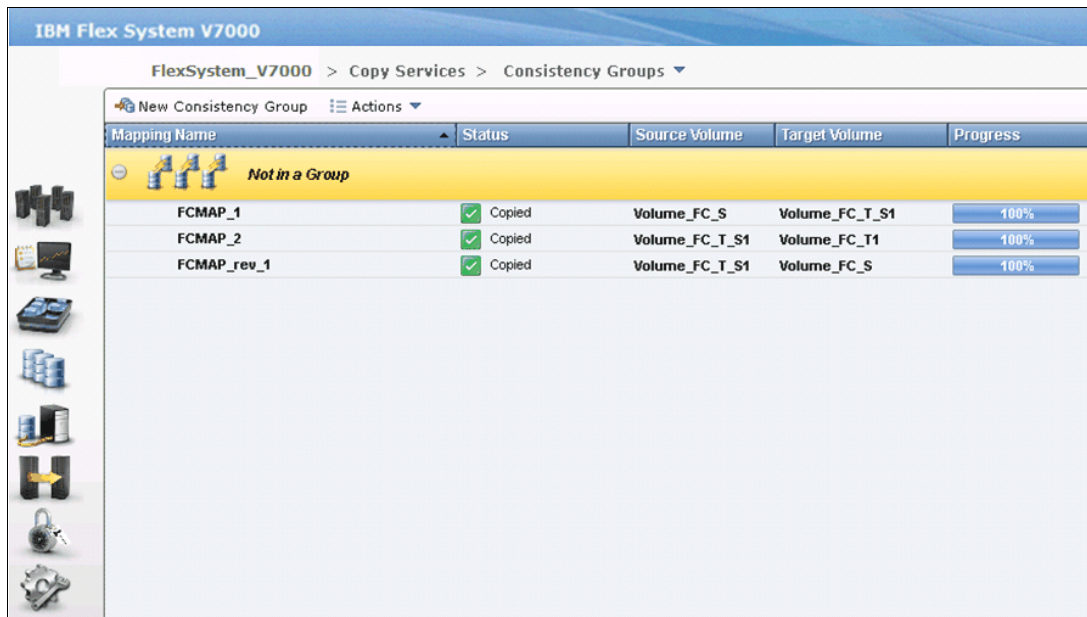 IBM Flex System V7000
FlexSystem_V7000 > Copy Services > Consistency Groups
New Consistency Group Actions
Mapping Name Status Source Volume Target Volume Progress
Not in a Group
FCMAP_1 Copied Volume_FC_S Volume_FC_T_S1 100%
FCMAP_2 Copied Volume_FC_T_S1 Volume_FC_T1 100%
FCMAP_rev_1 Copied Volume_FC_T_S1 Volume_FC_S 100%